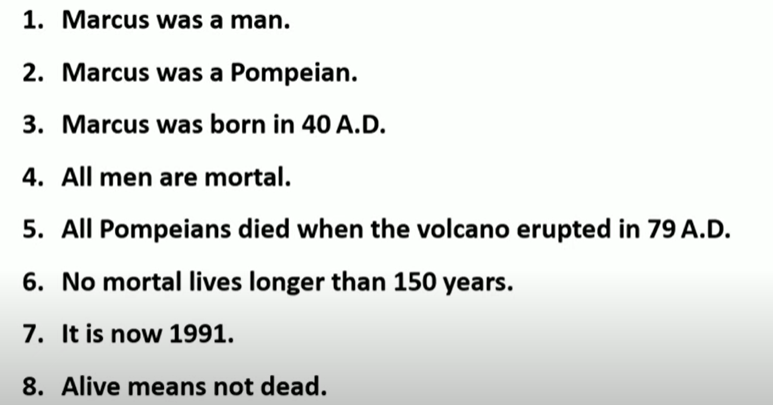 1. Marcus was a man.
2. Marcus was a Pompeian.
3. Marcus was born in 40 A.D.
4. All men are mortal.
5. All Pompeians died when the volcano erupted in 79 A.D.
6. No mortal lives longer than 150 years.
7. It is now 1991.
8. Alive means not dead.